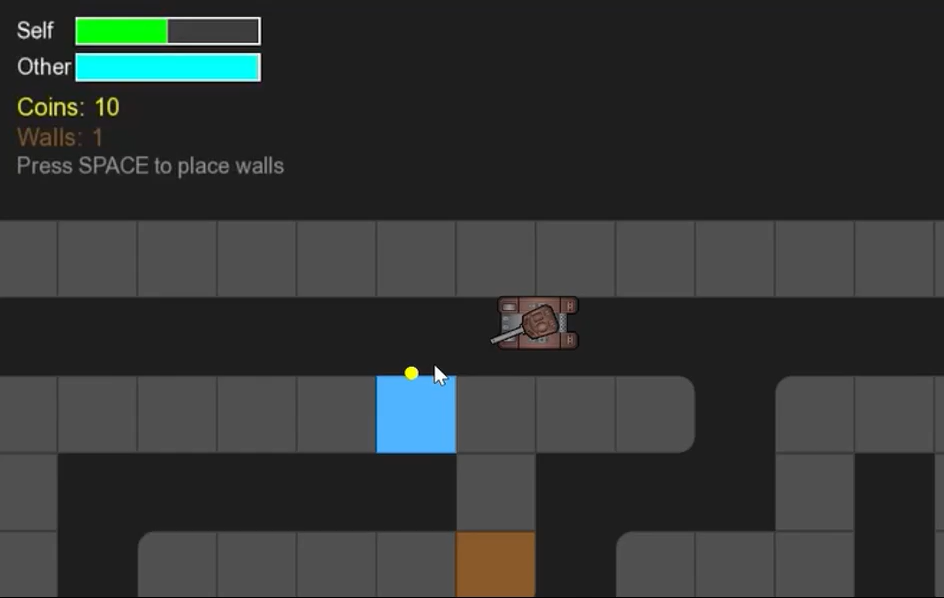 Self
Other
Coins: 10
Walls: 1
Press SPACE to place walls